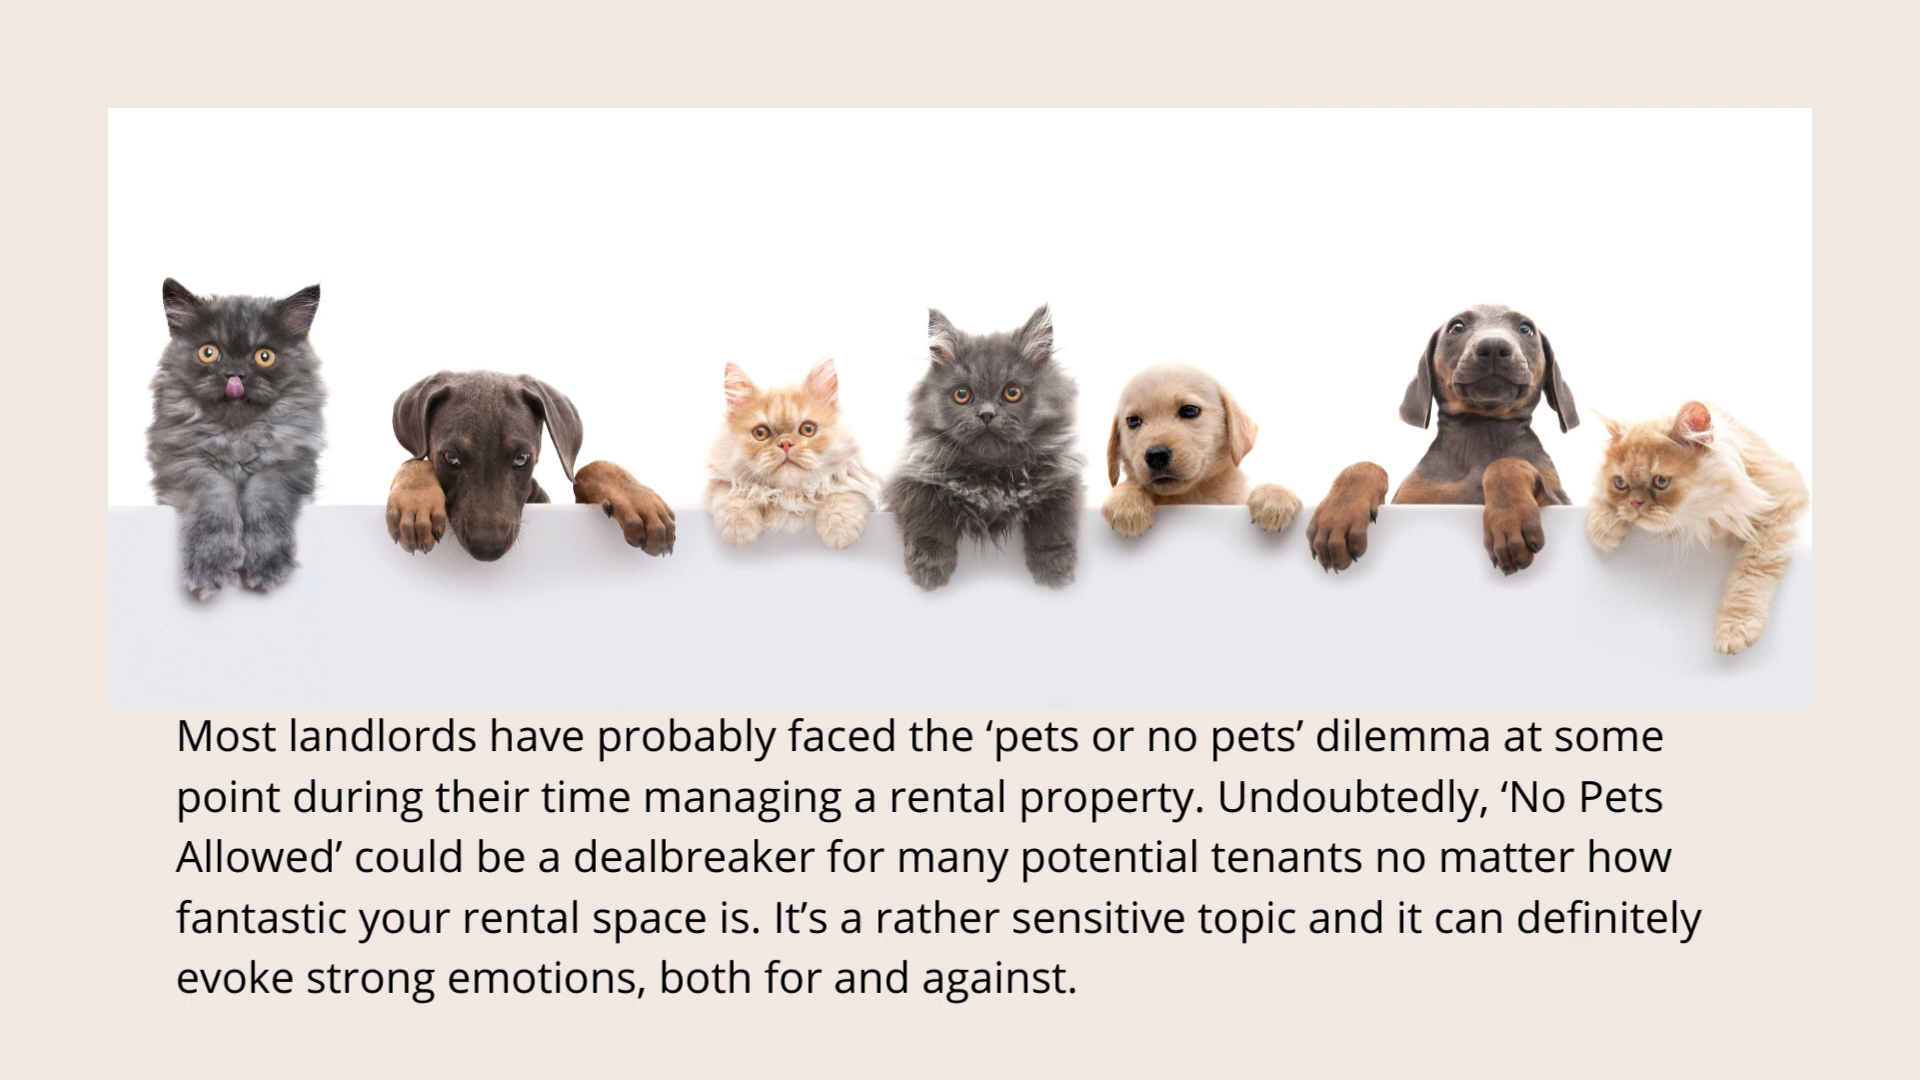 Most landlords have probably faced the ‘pets or no pets’ dilemma at some
point during their time managing a rental property. Undoubtedly, ‘No Pets
Allowed’ could be a dealbreaker for many potential tenants no matter how
fantastic your rental space is. It’s a rather sensitive topic and it can definitely
evoke strong emotions, both for and against.